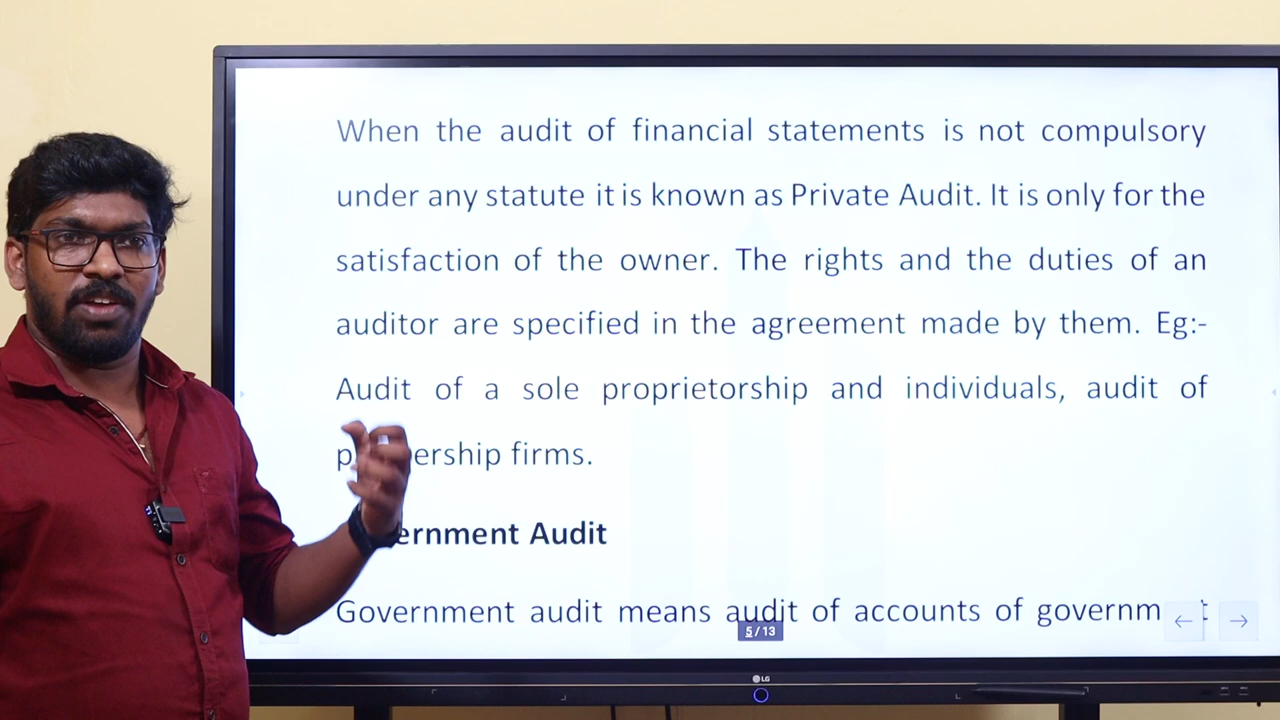 When the audit of financial statements is not compulsory
under any statute it is known as Private Audit. It is only for the
satisfaction of the owner. The rights and the duties of an
auditor are specified in the agreement made by them. Eg:-
Audit of a sole proprietorship and individuals, audit of
firms.
Audit
Government audit means audit of accounts of
5 / 13
LG